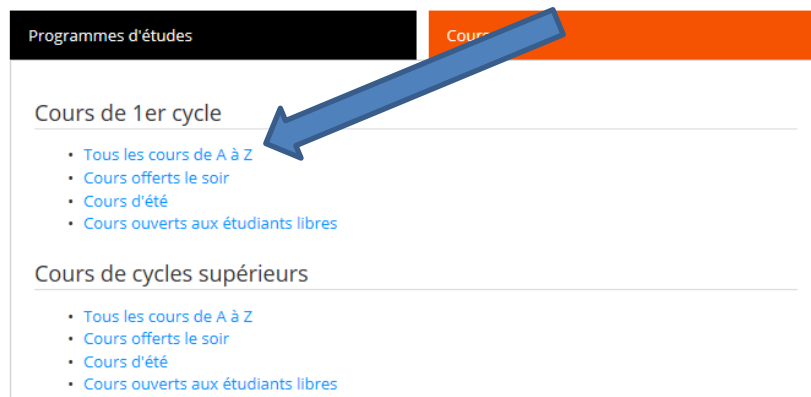 Programmes d'études
Cours
Cours de 1er cycle
• Tous les cours de A à Z
• Cours offerts le soir
• Cours d'été
• Cours ouverts aux étudiants libres
Cours de cycles supérieurs
• Tous les cours de A à Z
• Cours offerts le soir
• Cours d'été
• Cours ouverts aux étudiants libres